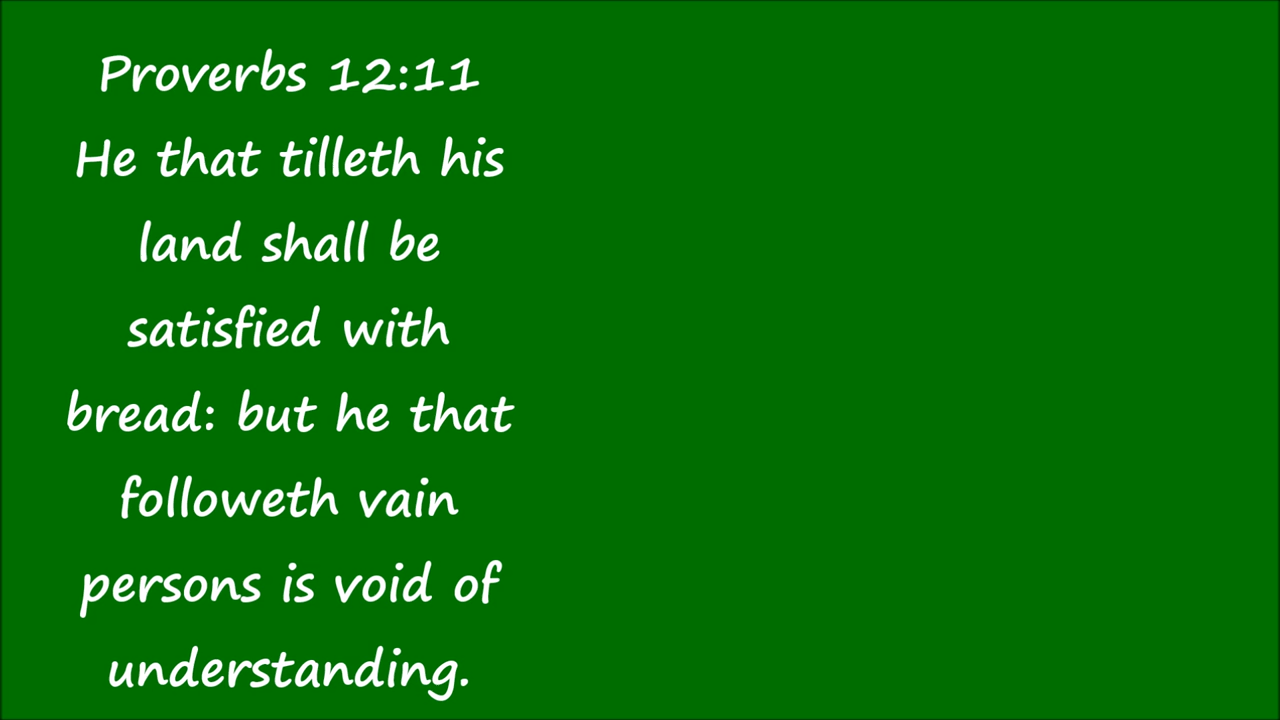 Proverbs 12:11
He that tilleth his
land shall be
satisfied with
bread: but he that
followeth vain
persons is void of
understanding.